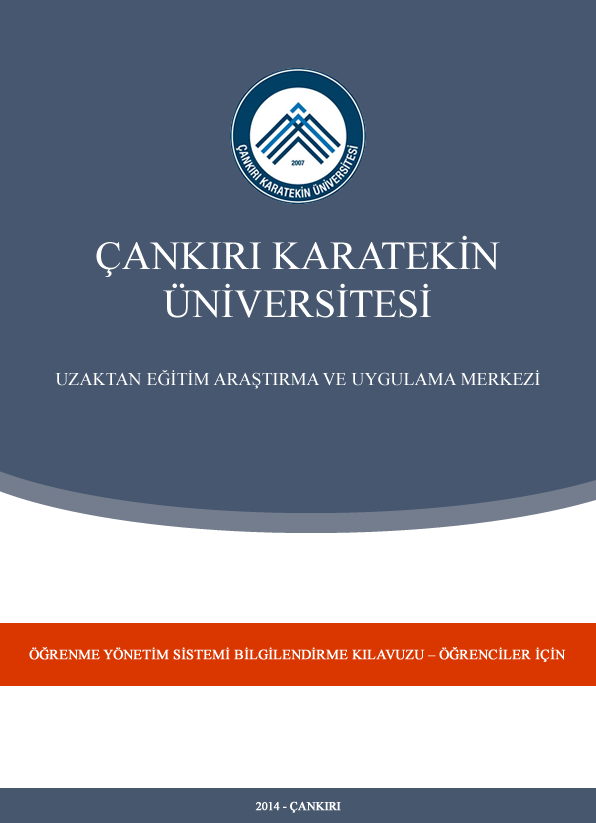 2007
ÇANKIRI KARATEKİN ÜNİVERSİTESİ
ÇANKIRI KARATEKİN
ÜNİVERSİTESİ
UZAKTAN EĞİTİM ARAŞTIRMA VE UYGULAMA MERKEZİ
ÖĞRENME YÖNETİM SİSTEMİ BİLGİLENDİRME KILAVUZU – ÖĞRENCİLER İÇİN
2014 - ÇANKIRI